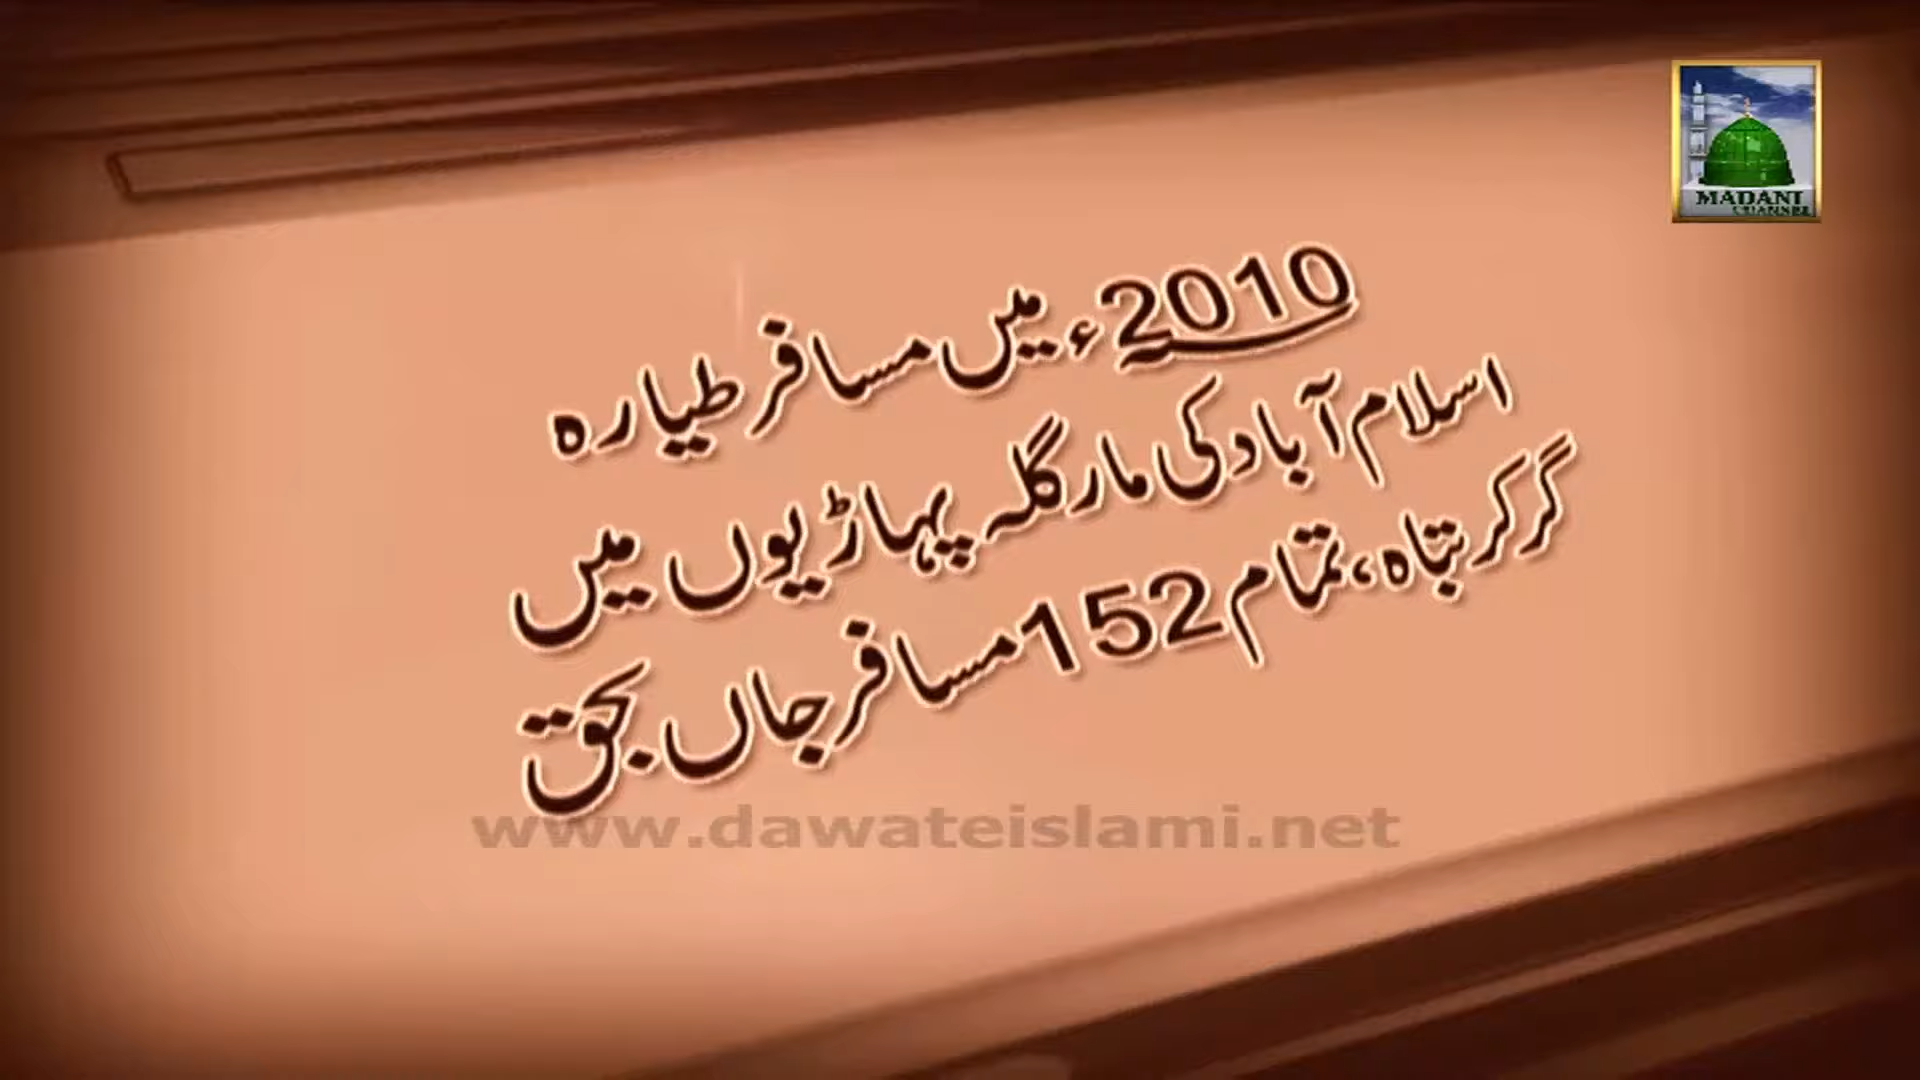 MADANI
CHANNEL
2010؁ء میں مسافر طیارہ
اسلام آباد کی مارگلہ پہاڑیوں میں
گر کر تباہ، تمام 152 مسافر جاں بحق
www.dawateislami.net